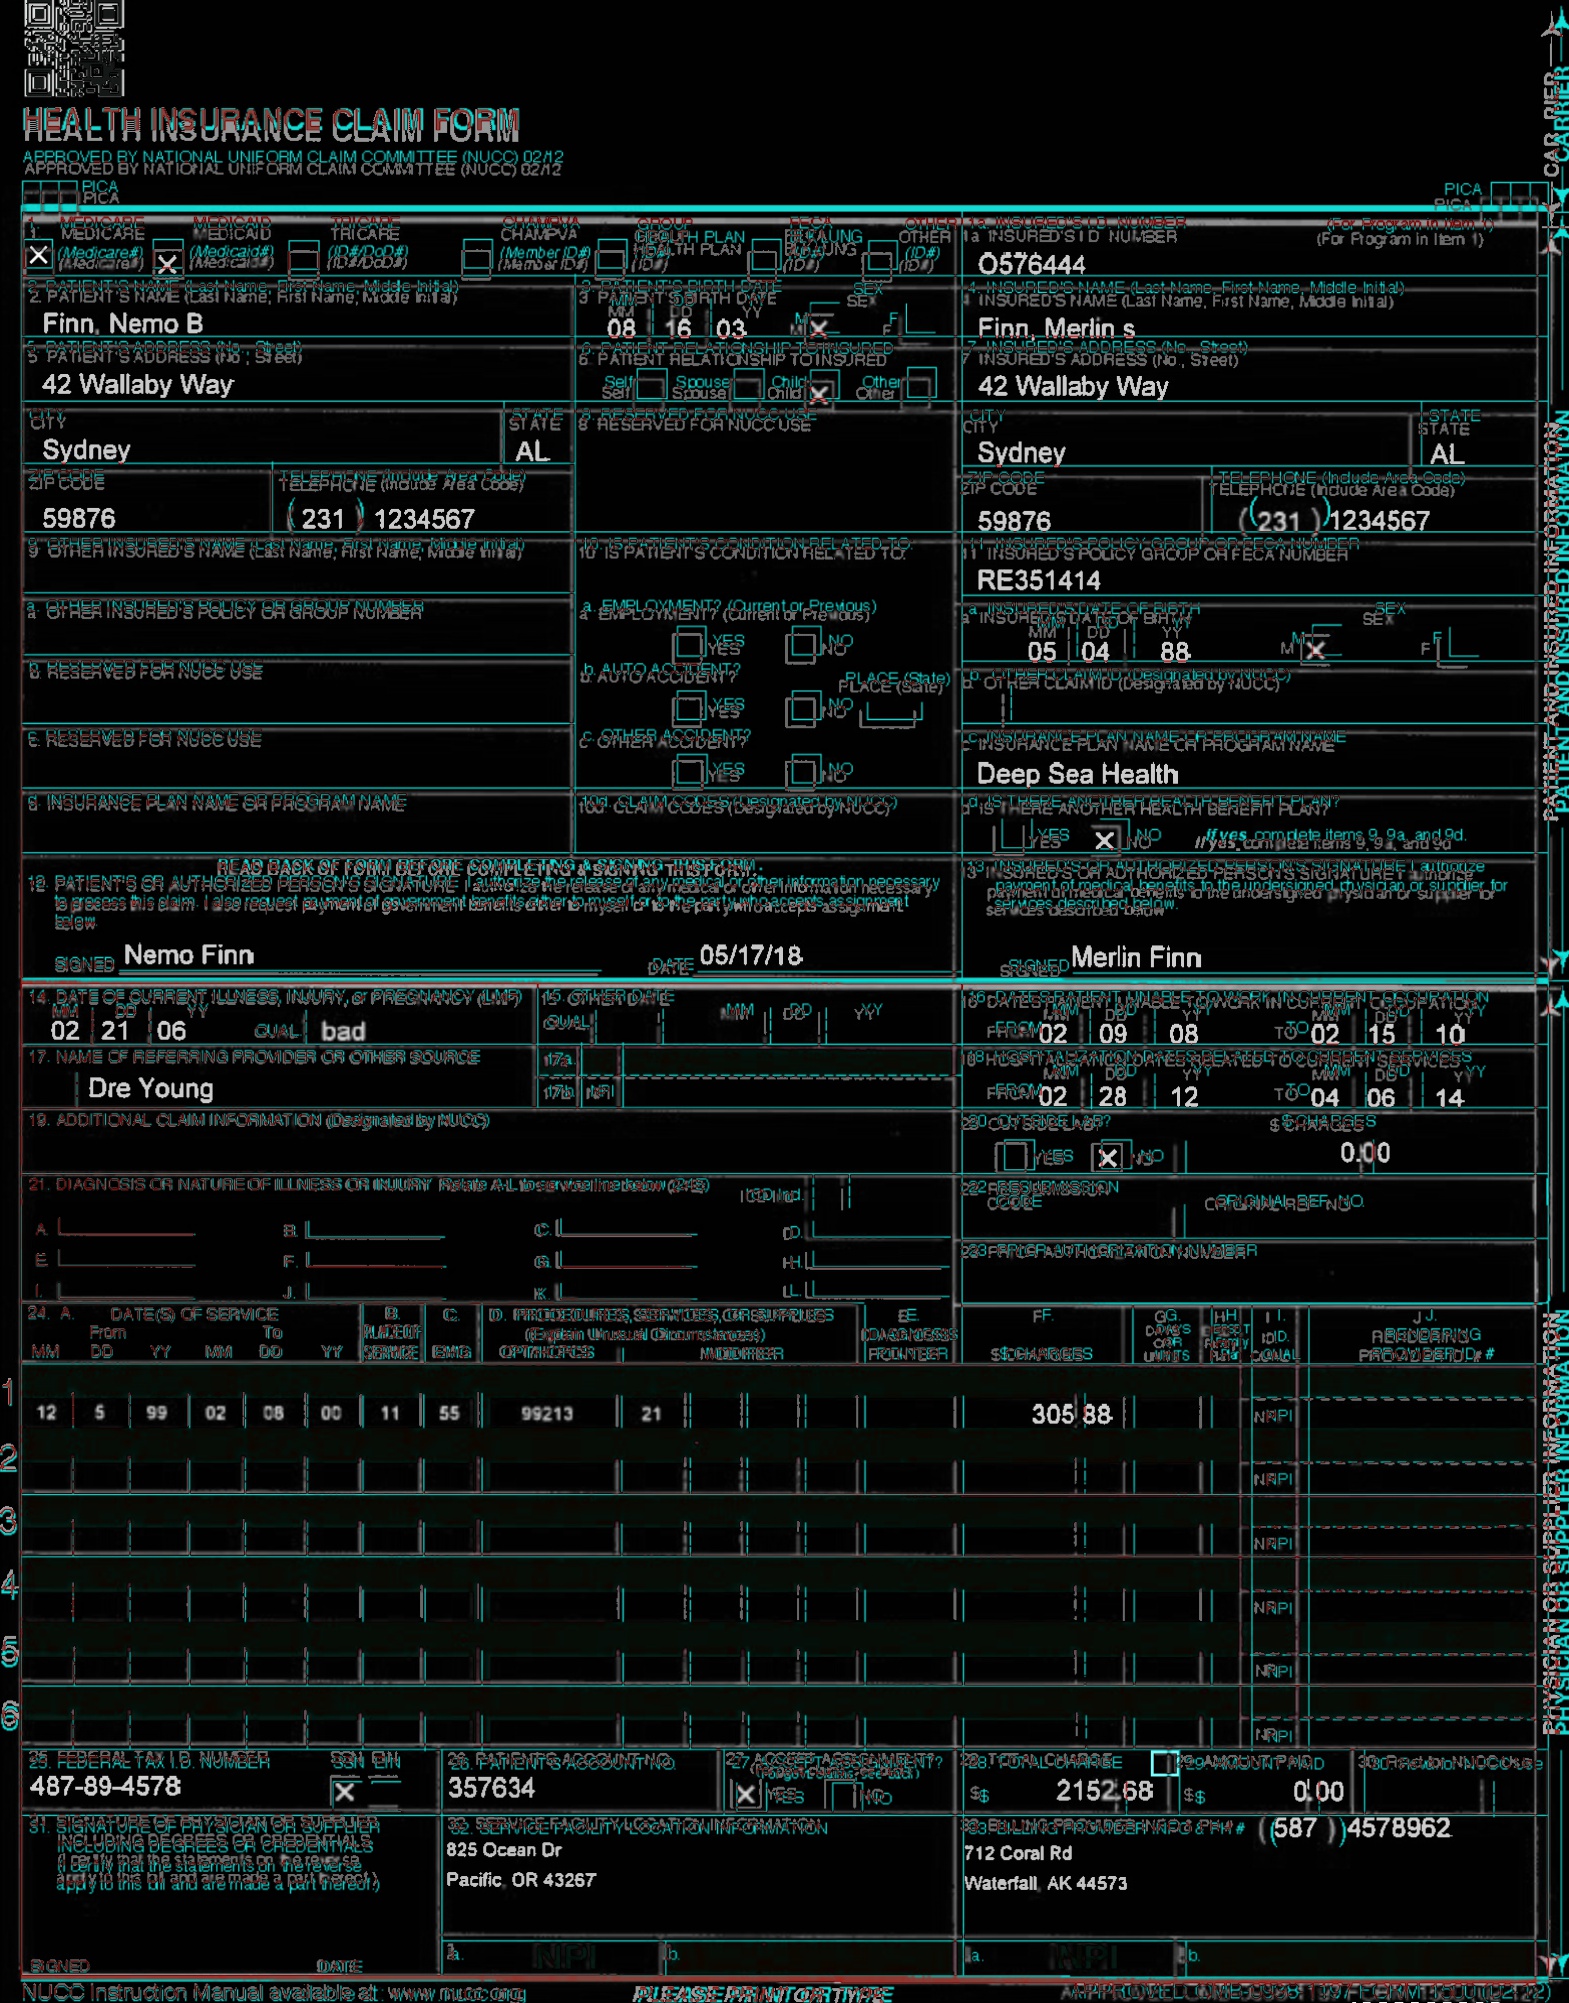 HEALTH INSURANCE CLAIM FORM
APPROVED BY NATIONAL UNIFORM CLAIM COMMITTEE (NUCC) 02/12
PICA PICA
CARRIER
1. MEDICARE MEDICAID TRICARE CHAMPVA GROUP HEALTH PLAN FECA BLK LUNG OTHER
(Medicare#) (Medicaid#) (ID#/DoD#) (Member ID#) (ID#) (ID#) (ID#)
1a. INSURED'S I.D. NUMBER (For Program in Item 1)
O576444
2. PATIENT'S NAME (Last Name, First Name, Middle Initial)
Finn, Nemo B
3. PATIENT'S BIRTH DATE SEX
MM DD YY
08 16 03 M X F
4. INSURED'S NAME (Last Name, First Name, Middle Initial)
Finn, Merlin s
5. PATIENT'S ADDRESS (No., Street)
42 Wallaby Way
6. PATIENT RELATIONSHIP TO INSURED
Self Spouse Child X Other
7. INSURED'S ADDRESS (No., Street)
42 Wallaby Way
CITY STATE
Sydney AL
8. RESERVED FOR NUCC USE
CITY STATE
Sydney AL
ZIP CODE TELEPHONE (Include Area Code)
59876 (231) 1234567
ZIP CODE TELEPHONE (Include Area Code)
59876 (231) 1234567
9. OTHER INSURED'S NAME (Last Name, First Name, Middle Initial)
10. IS PATIENT'S CONDITION RELATED TO:
11. INSURED'S POLICY GROUP OR FECA NUMBER
RE351414
a. OTHER INSURED'S POLICY OR GROUP NUMBER
a. EMPLOYMENT? (Current or Previous)
YES NO
a. INSURED'S DATE OF BIRTH SEX
MM DD YY
05 04 88 M X F
b. RESERVED FOR NUCC USE
b. AUTO ACCIDENT? PLACE (State)
YES NO
b. OTHER CLAIM ID (Designated by NUCC)
c. RESERVED FOR NUCC USE
c. OTHER ACCIDENT?
YES NO
c. INSURANCE PLAN NAME OR PROGRAM NAME
Deep Sea Health
d. INSURANCE PLAN NAME OR PROGRAM NAME
10d. CLAIM CODES (Designated by NUCC)
d. IS THERE ANOTHER HEALTH BENEFIT PLAN?
YES X NO If yes, complete items 9, 9a, and 9d.
PATIENT AND INSURED INFORMATION
READ BACK OF FORM BEFORE COMPLETING & SIGNING THIS FORM.
12. PATIENT'S OR AUTHORIZED PERSON'S SIGNATURE I authorize the release of any medical or other information necessary
to process this claim. I also request payment of government benefits either to myself or to the party who accepts assignment
below.
SIGNED Nemo Finn DATE 05/17/18
13. INSURED'S OR AUTHORIZED PERSON'S SIGNATURE I authorize
payment of medical benefits to the undersigned physician or supplier for
services described below.
SIGNED Merlin Finn
14. DATE OF CURRENT ILLNESS, INJURY, or PREGNANCY (LMP)
MM DD YY
02 21 06 QUAL. bad
15. OTHER DATE
QUAL. MM DD YY
16. DATES PATIENT UNABLE TO WORK IN CURRENT OCCUPATION
MM DD YY MM DD YY
FROM 02 09 08 TO 02 15 10
17. NAME OF REFERRING PROVIDER OR OTHER SOURCE
Dre Young
17a.
17b. NPI
18. HOSPITALIZATION DATES RELATED TO CURRENT SERVICES
MM DD YY MM DD YY
FROM 02 28 12 TO 04 06 14
19. ADDITIONAL CLAIM INFORMATION (Designated by NUCC)
20. OUTSIDE LAB? $ CHARGES
YES X NO 0.00
21. DIAGNOSIS OR NATURE OF ILLNESS OR INJURY Relate A-L to service line below (24E) ICD Ind.
A. B. C. D.
E. F. G. H.
I. J. K. L.
22. RESUBMISSION CODE ORIGINAL REF. NO.
23. PRIOR AUTHORIZATION NUMBER
24. A. DATE(S) OF SERVICE B. PLACE OF SERVICE C. EMG D. PROCEDURES, SERVICES, OR SUPPLIES E. DIAGNOSIS POINTER F. $ CHARGES G. DAYS OR UNITS H. I. ID. QUAL. J. RENDERING PROVIDER ID. #
From To (Explain Unusual Circumstances)
MM DD YY MM DD YY CPT/HCPCS MODIFIER
1 12 5 99 02 08 00 11 55 99213 21 305 88 NPI
2 NPI
3 NPI
4 NPI
5 NPI
6 NPI
PHYSICIAN OR SUPPLIER INFORMATION
25. FEDERAL TAX I.D. NUMBER SSN EIN
487-89-4578 X
26. PATIENT'S ACCOUNT NO.
357634
27. ACCEPT ASSIGNMENT?
(For govt. claims, see back)
X YES NO
28. TOTAL CHARGE
$ 2152.68
29. AMOUNT PAID
$ 0.00
30. Rsvd for NUCC Use
31. SIGNATURE OF PHYSICIAN OR SUPPLIER
INCLUDING DEGREES OR CREDENTIALS
(I certify that the statements on the reverse
apply to this bill and are made a part thereof.)
SIGNED DATE
32. SERVICE FACILITY LOCATION INFORMATION
825 Ocean Dr
Pacific, OR 43267
a. NPI b.
33. BILLING PROVIDER INFO & PH # (587) 4578962
712 Coral Rd
Waterfall, AK 44573
a. NPI b.
NUCC Instruction Manual available at: www.nucc.org
PLEASE PRINT OR TYPE